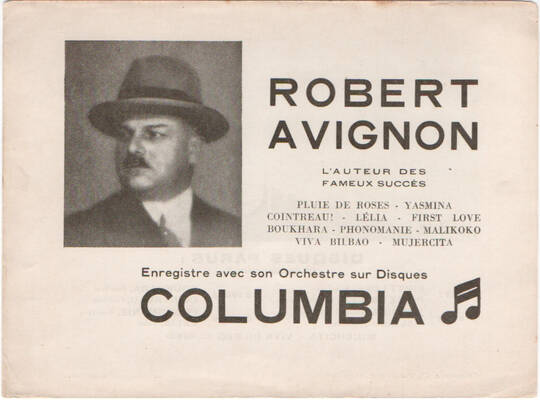 ROBERT
AVIGNON
L'AUTEUR DES
FAMEUX SUCCÈS
PLUIE DE ROSES - YASMINA
COINTREAU! - LÉLIA - FIRST LOVE
BOUKHARA - PHONOMANIE - MALIKOKO
VIVA BILBAO - MUJERCITA
Enregistre avec son Orchestre sur Disques
COLUMBIA